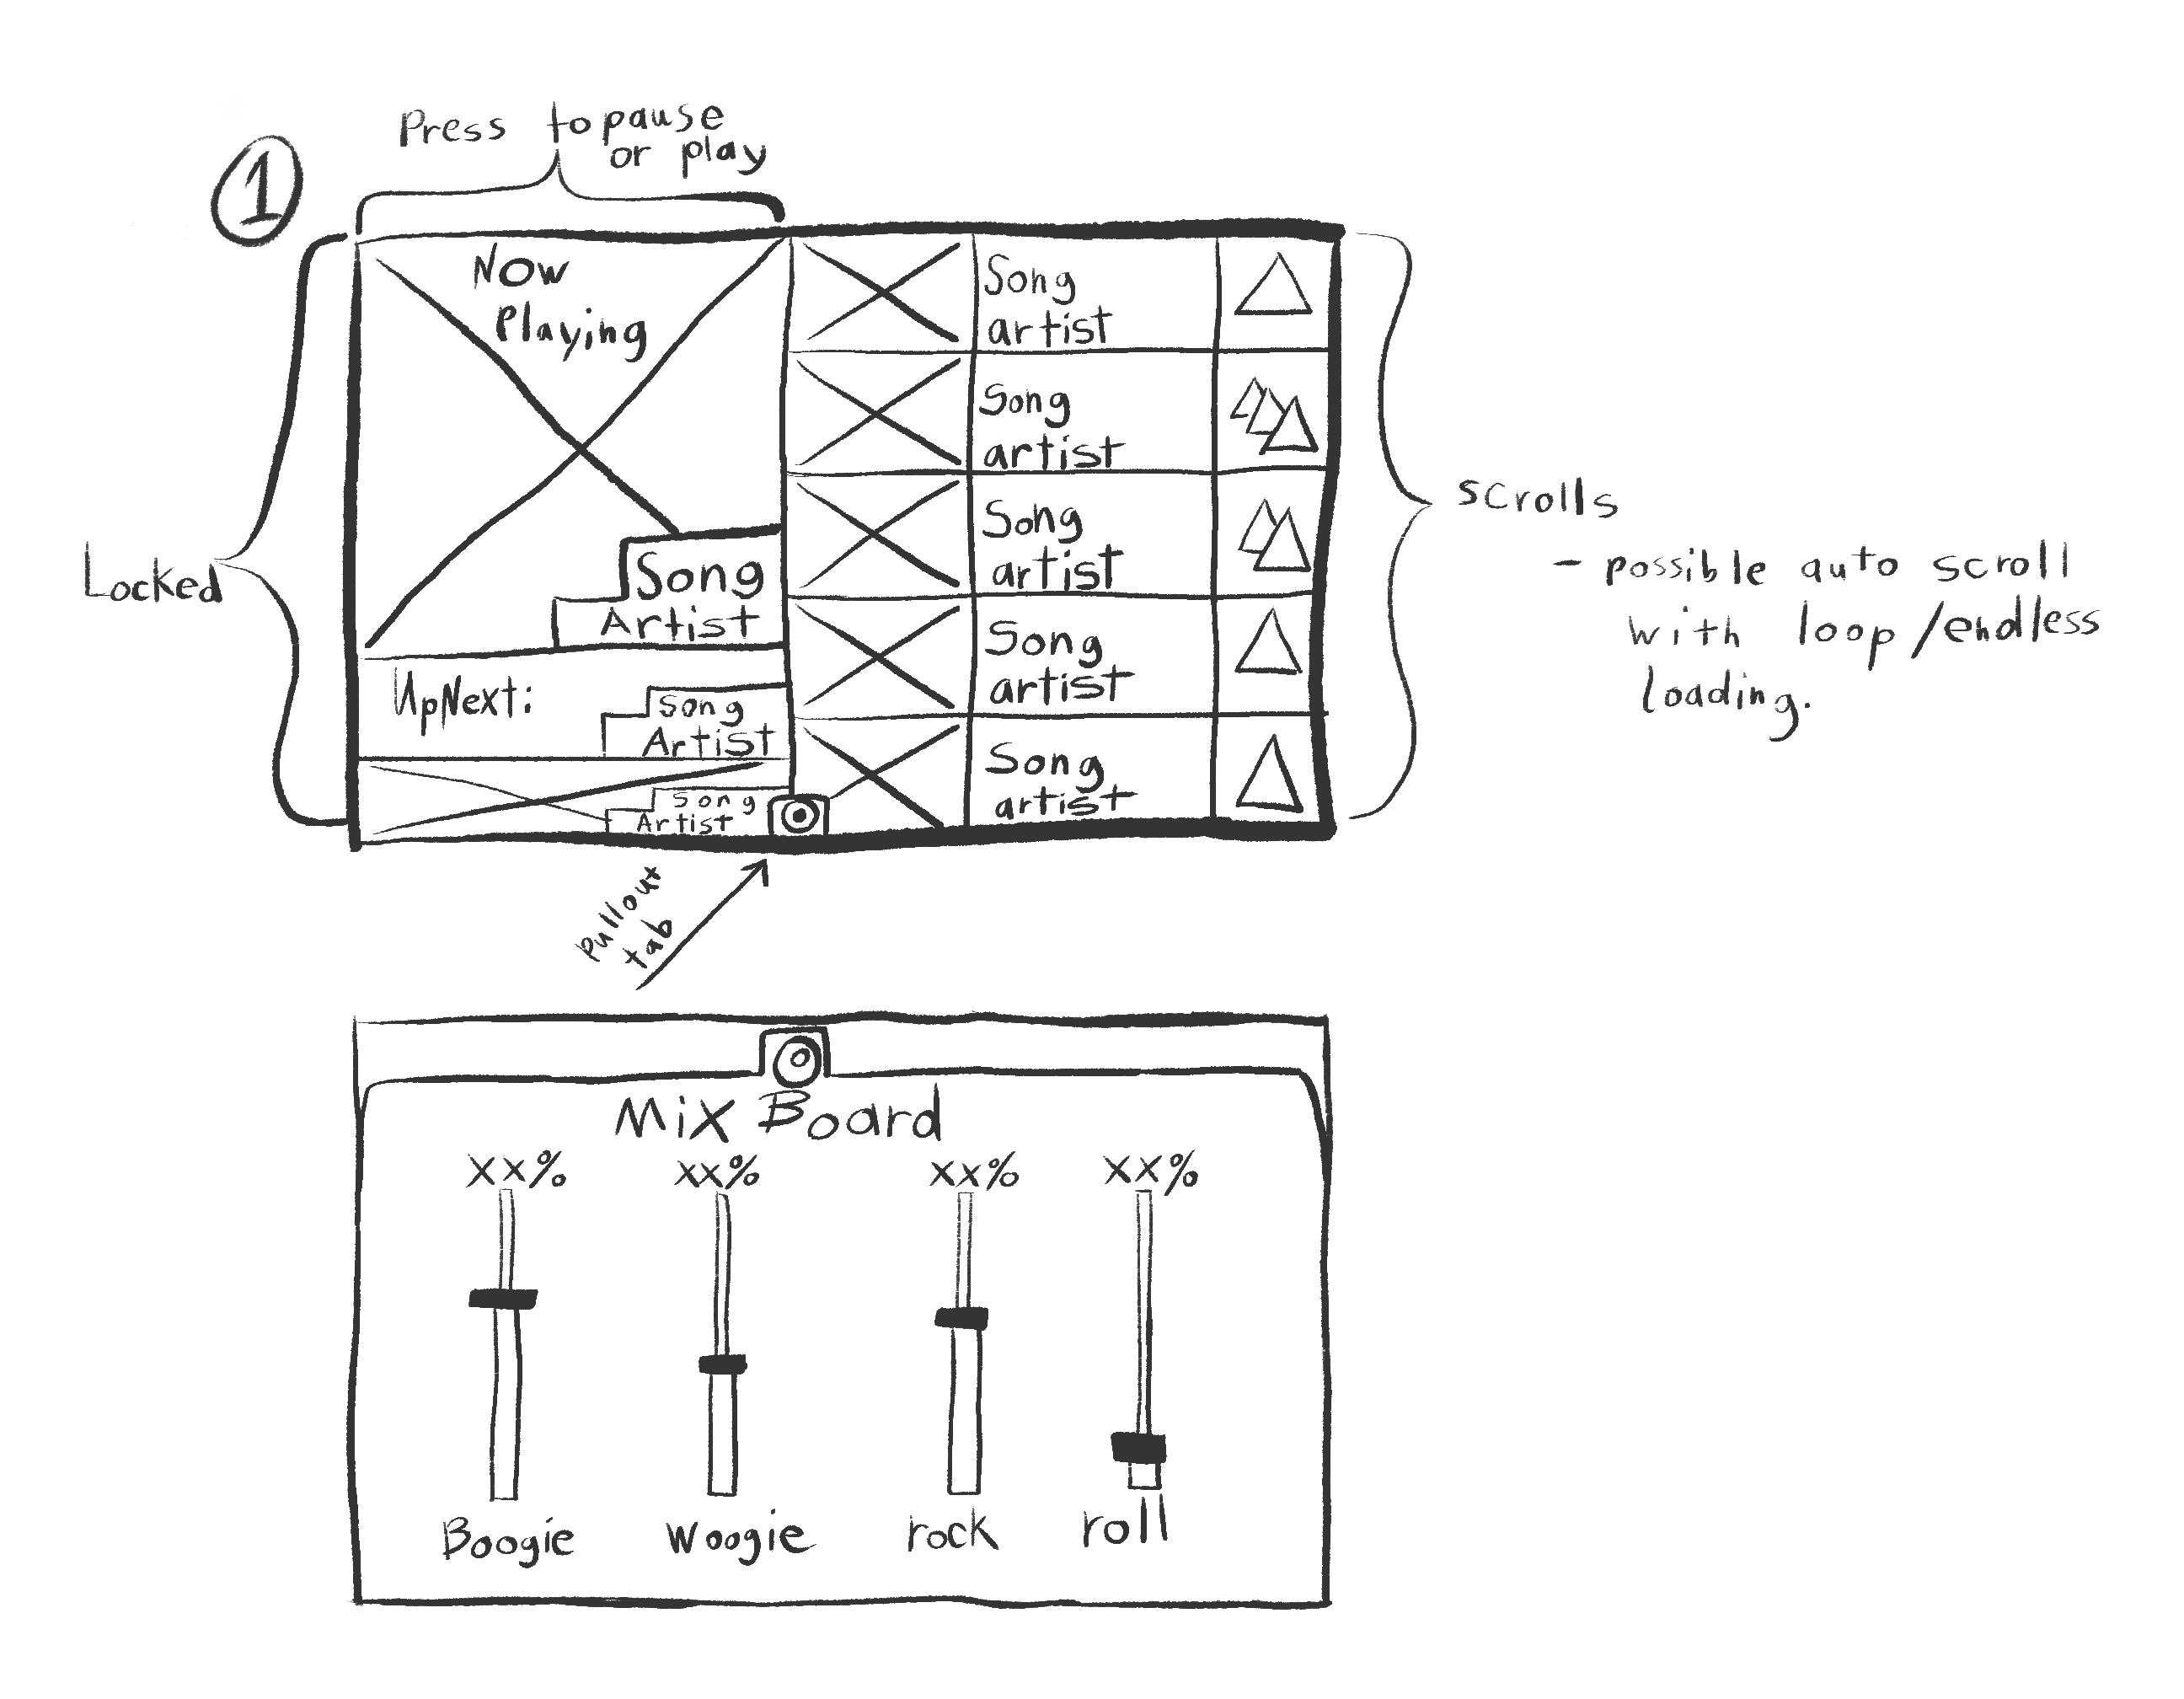 1
Press to pause
or play
Now
Playing
Song
Artist
UpNext:
Song
Artist
Song
Artist
Song
artist
Song
artist
Song
artist
Song
artist
Song
artist
Locked
scrolls
- possible auto scroll
with loop/endless
loading.
Pullout
tab
Mix Board
xx% xx% xx% xx%
Boogie Woogie rock roll